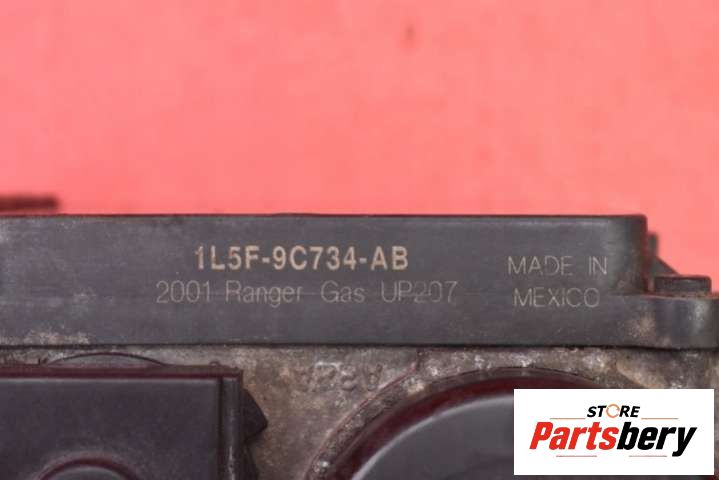 1L5F-9C734-AB
2001 Ranger Gas UP207
MADE IN
MEXICO
STORE
Partsbery